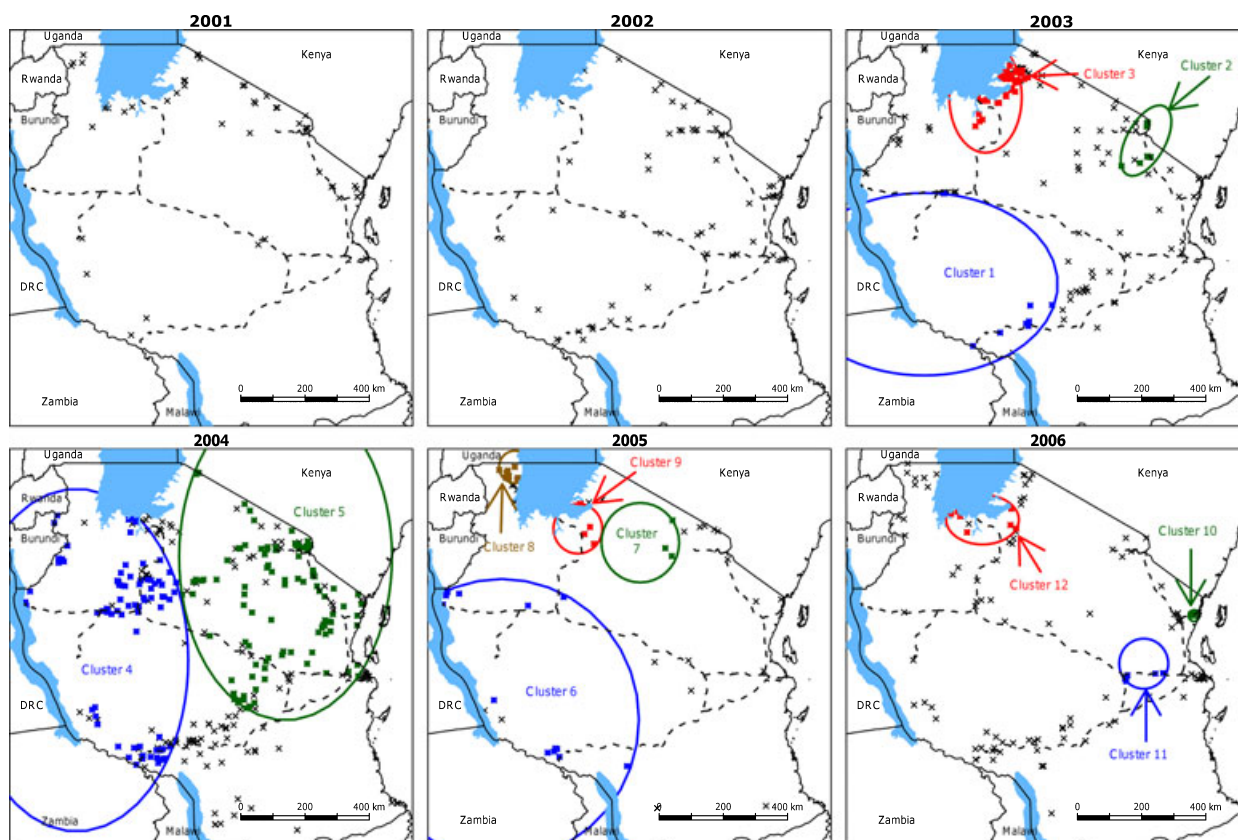 2001
Uganda
Kenya
Rwanda
Burundi
DRC
Zambia
Malawi
0 200 400 km
2002
Uganda
Kenya
Rwanda
Burundi
DRC
Zambia
Malawi
0 200 400 km
2003
Uganda
Kenya
Cluster 3
Cluster 2
Rwanda
Burundi
Cluster 1
DRC
Zambia
Malawi
0 200 400 km
2004
Uganda
Kenya
Rwanda
Cluster 5
Burundi
Cluster 4
DRC
Zambia
Malawi
0 200 400 km
2005
Uganda
Cluster 9
Kenya
Rwanda
Burundi
Cluster 8
Cluster
7
Cluster 6
DRC
Zambia
Malawi
0 200 400 km
2006
Uganda
Kenya
Rwanda
Burundi
Cluster 10
Cluster 12
DRC
Cluster 11
Zambia
Malawi
0 200 400 km